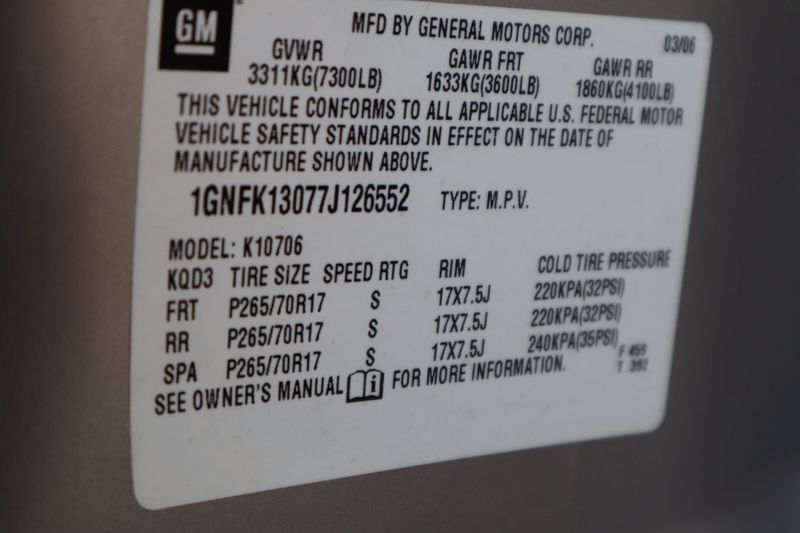 GM
MFD BY GENERAL MOTORS CORP. 03/06
GVWR GAWR FRT GAWR RR
3311KG(7300LB) 1633KG(3600LB) 1860KG(4100LB)
THIS VEHICLE CONFORMS TO ALL APPLICABLE U.S. FEDERAL MOTOR
VEHICLE SAFETY STANDARDS IN EFFECT ON THE DATE OF
MANUFACTURE SHOWN ABOVE.
1GNFK13077J126552 TYPE: M.P.V.
MODEL: K10706
KQD3 TIRE SIZE SPEED RTG RIM COLD TIRE PRESSURE
FRT P265/70R17 S 17X7.5J 220KPA(32PSI)
RR P265/70R17 S 17X7.5J 220KPA(32PSI)
SPA P265/70R17 S 17X7.5J 240KPA(35PSI)
F 459
T 392
SEE OWNER'S MANUAL i FOR MORE INFORMATION.